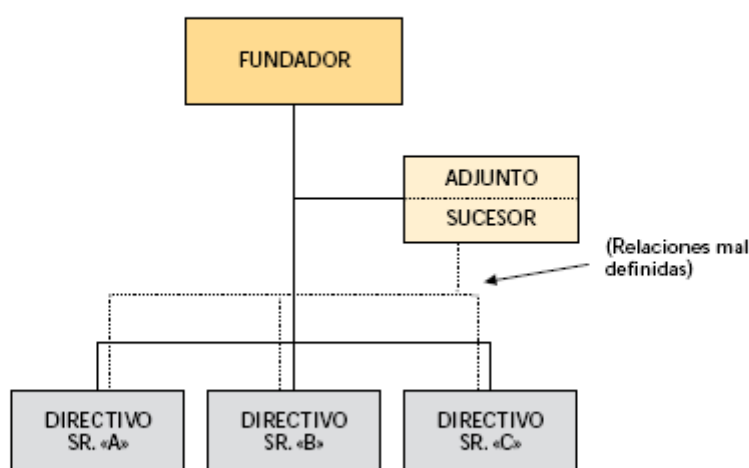 FUNDADOR
ADJUNTO
SUCESOR
(Relaciones mal
definidas)
DIRECTIVO
SR. «A»
DIRECTIVO
SR. «B»
DIRECTIVO
SR. «C»